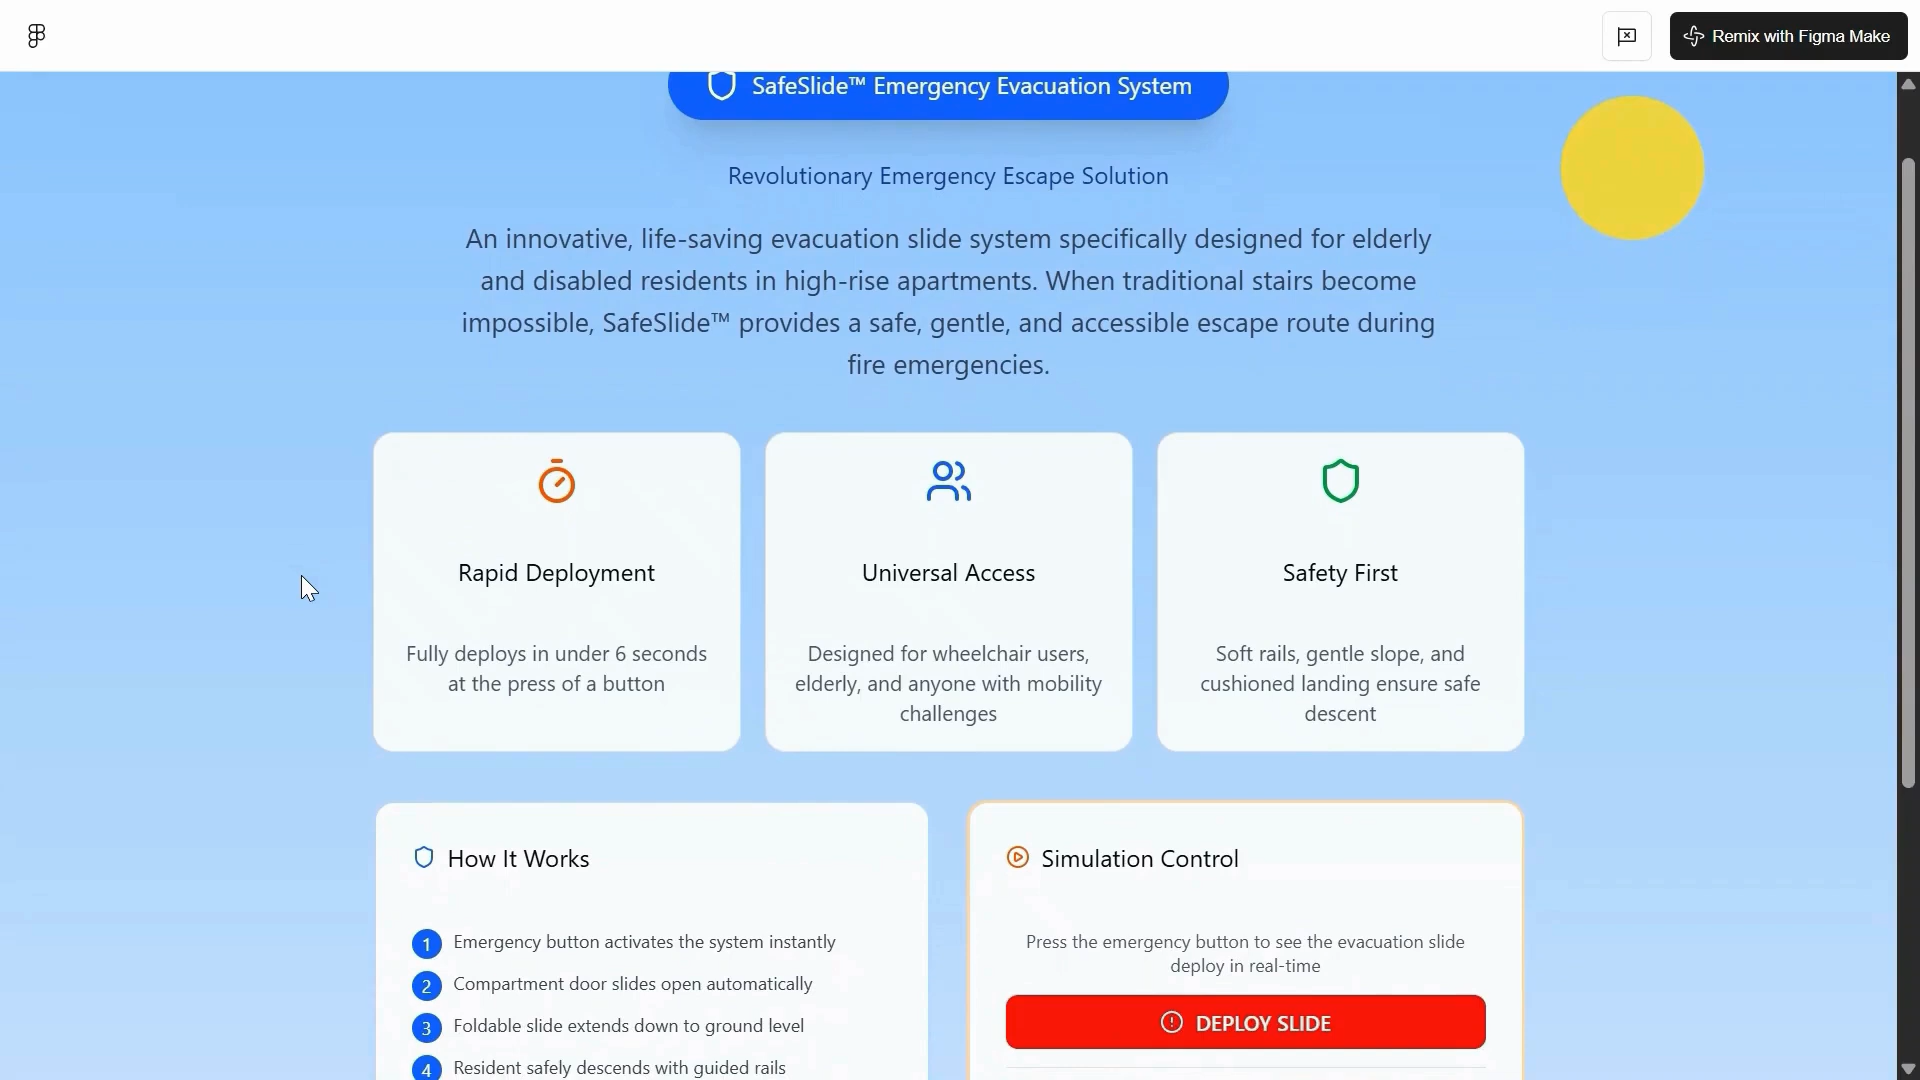 Remix with Figma Make
SafeSlide™ Emergency Evacuation System
Revolutionary Emergency Escape Solution
An innovative, life-saving evacuation slide system specifically designed for elderly
and disabled residents in high-rise apartments. When traditional stairs become
impossible, SafeSlide™ provides a safe, gentle, and accessible escape route during
fire emergencies.
Rapid Deployment
Fully deploys in under 6 seconds
at the press of a button
Universal Access
Designed for wheelchair users,
elderly, and anyone with mobility
challenges
Safety First
Soft rails, gentle slope, and
cushioned landing ensure safe
descent
How It Works
1 Emergency button activates the system instantly
2 Compartment door slides open automatically
3 Foldable slide extends down to ground level
4 Resident safely descends with guided rails
Simulation Control
Press the emergency button to see the evacuation slide
deploy in real-time
DEPLOY SLIDE